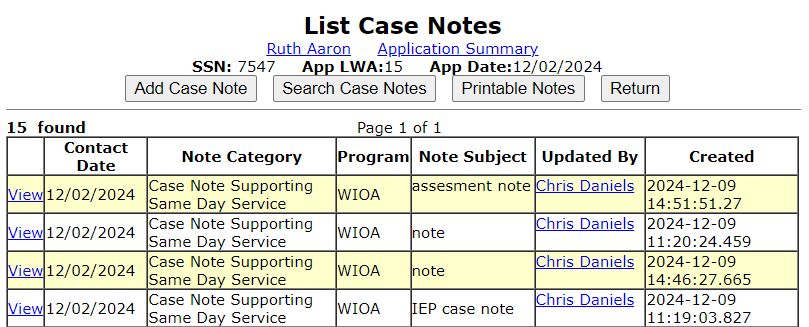 List Case Notes
Ruth Aaron Application Summary
SSN: 7547 App LWA:15 App Date:12/02/2024
Add Case Note Search Case Notes Printable Notes Return
15 found Page 1 of 1
Contact Date Note Category Program Note Subject Updated By Created
View 12/02/2024 Case Note Supporting Same Day Service WIOA assesment note Chris Daniels 2024-12-09 14:51:51.27
View 12/02/2024 Case Note Supporting Same Day Service WIOA note Chris Daniels 2024-12-09 11:20:24.459
View 12/02/2024 Case Note Supporting Same Day Service WIOA note Chris Daniels 2024-12-09 14:46:27.665
View 12/02/2024 Case Note Supporting Same Day Service WIOA IEP case note Chris Daniels 2024-12-09 11:19:03.827